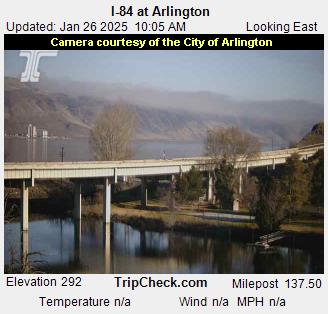 I-84 at Arlington
Updated: Jan 26 2025 10:05 AM Looking East
Camera courtesy of the City of Arlington
Elevation 292 TripCheck.com Milepost 137.50
Temperature n/a Wind n/a MPH n/a